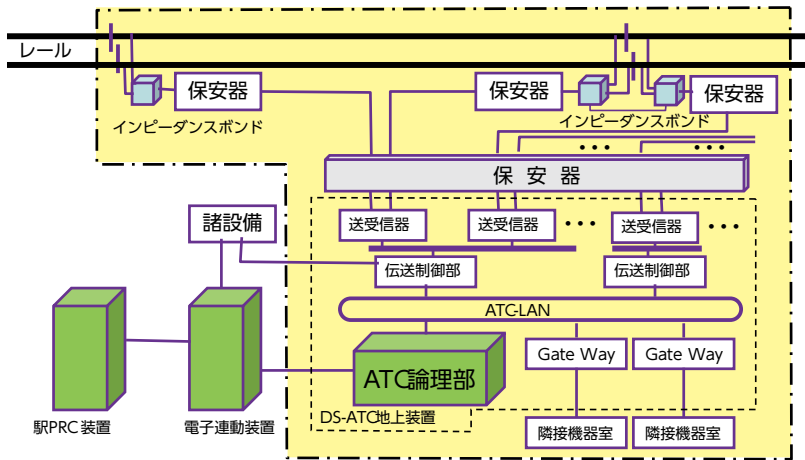 レール
保安器
保安器
保安器
インピーダンスボンド
インピーダンスボンド
・・・
・・・
保 安 器
諸設備
送受信器
送受信器
・・・
送受信器
・・・
伝送制御部
伝送制御部
ATC-LAN
Gate Way
Gate Way
ATC論理部
DS-ATC地上装置
駅PRC装置
電子連動装置
隣接機器室
隣接機器室